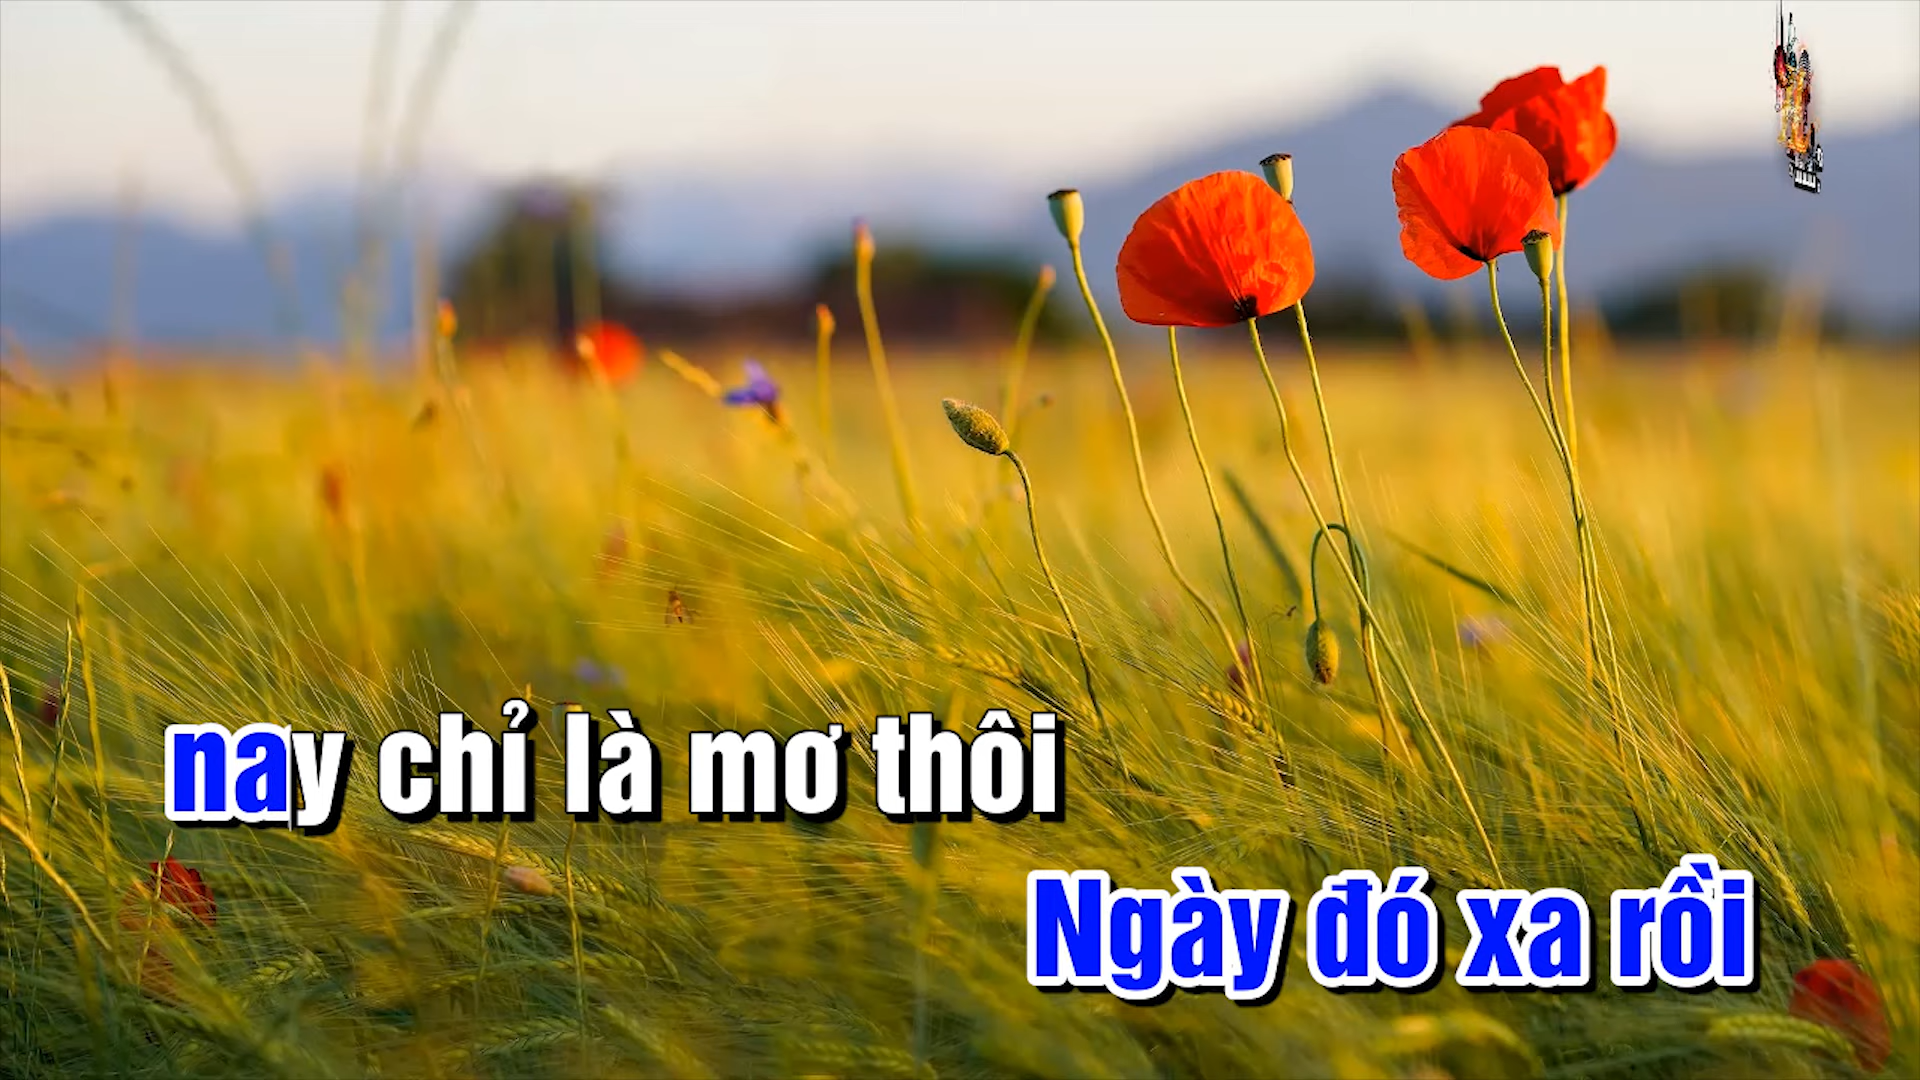 nay chỉ là mơ thôi
Ngày đó xa rồi